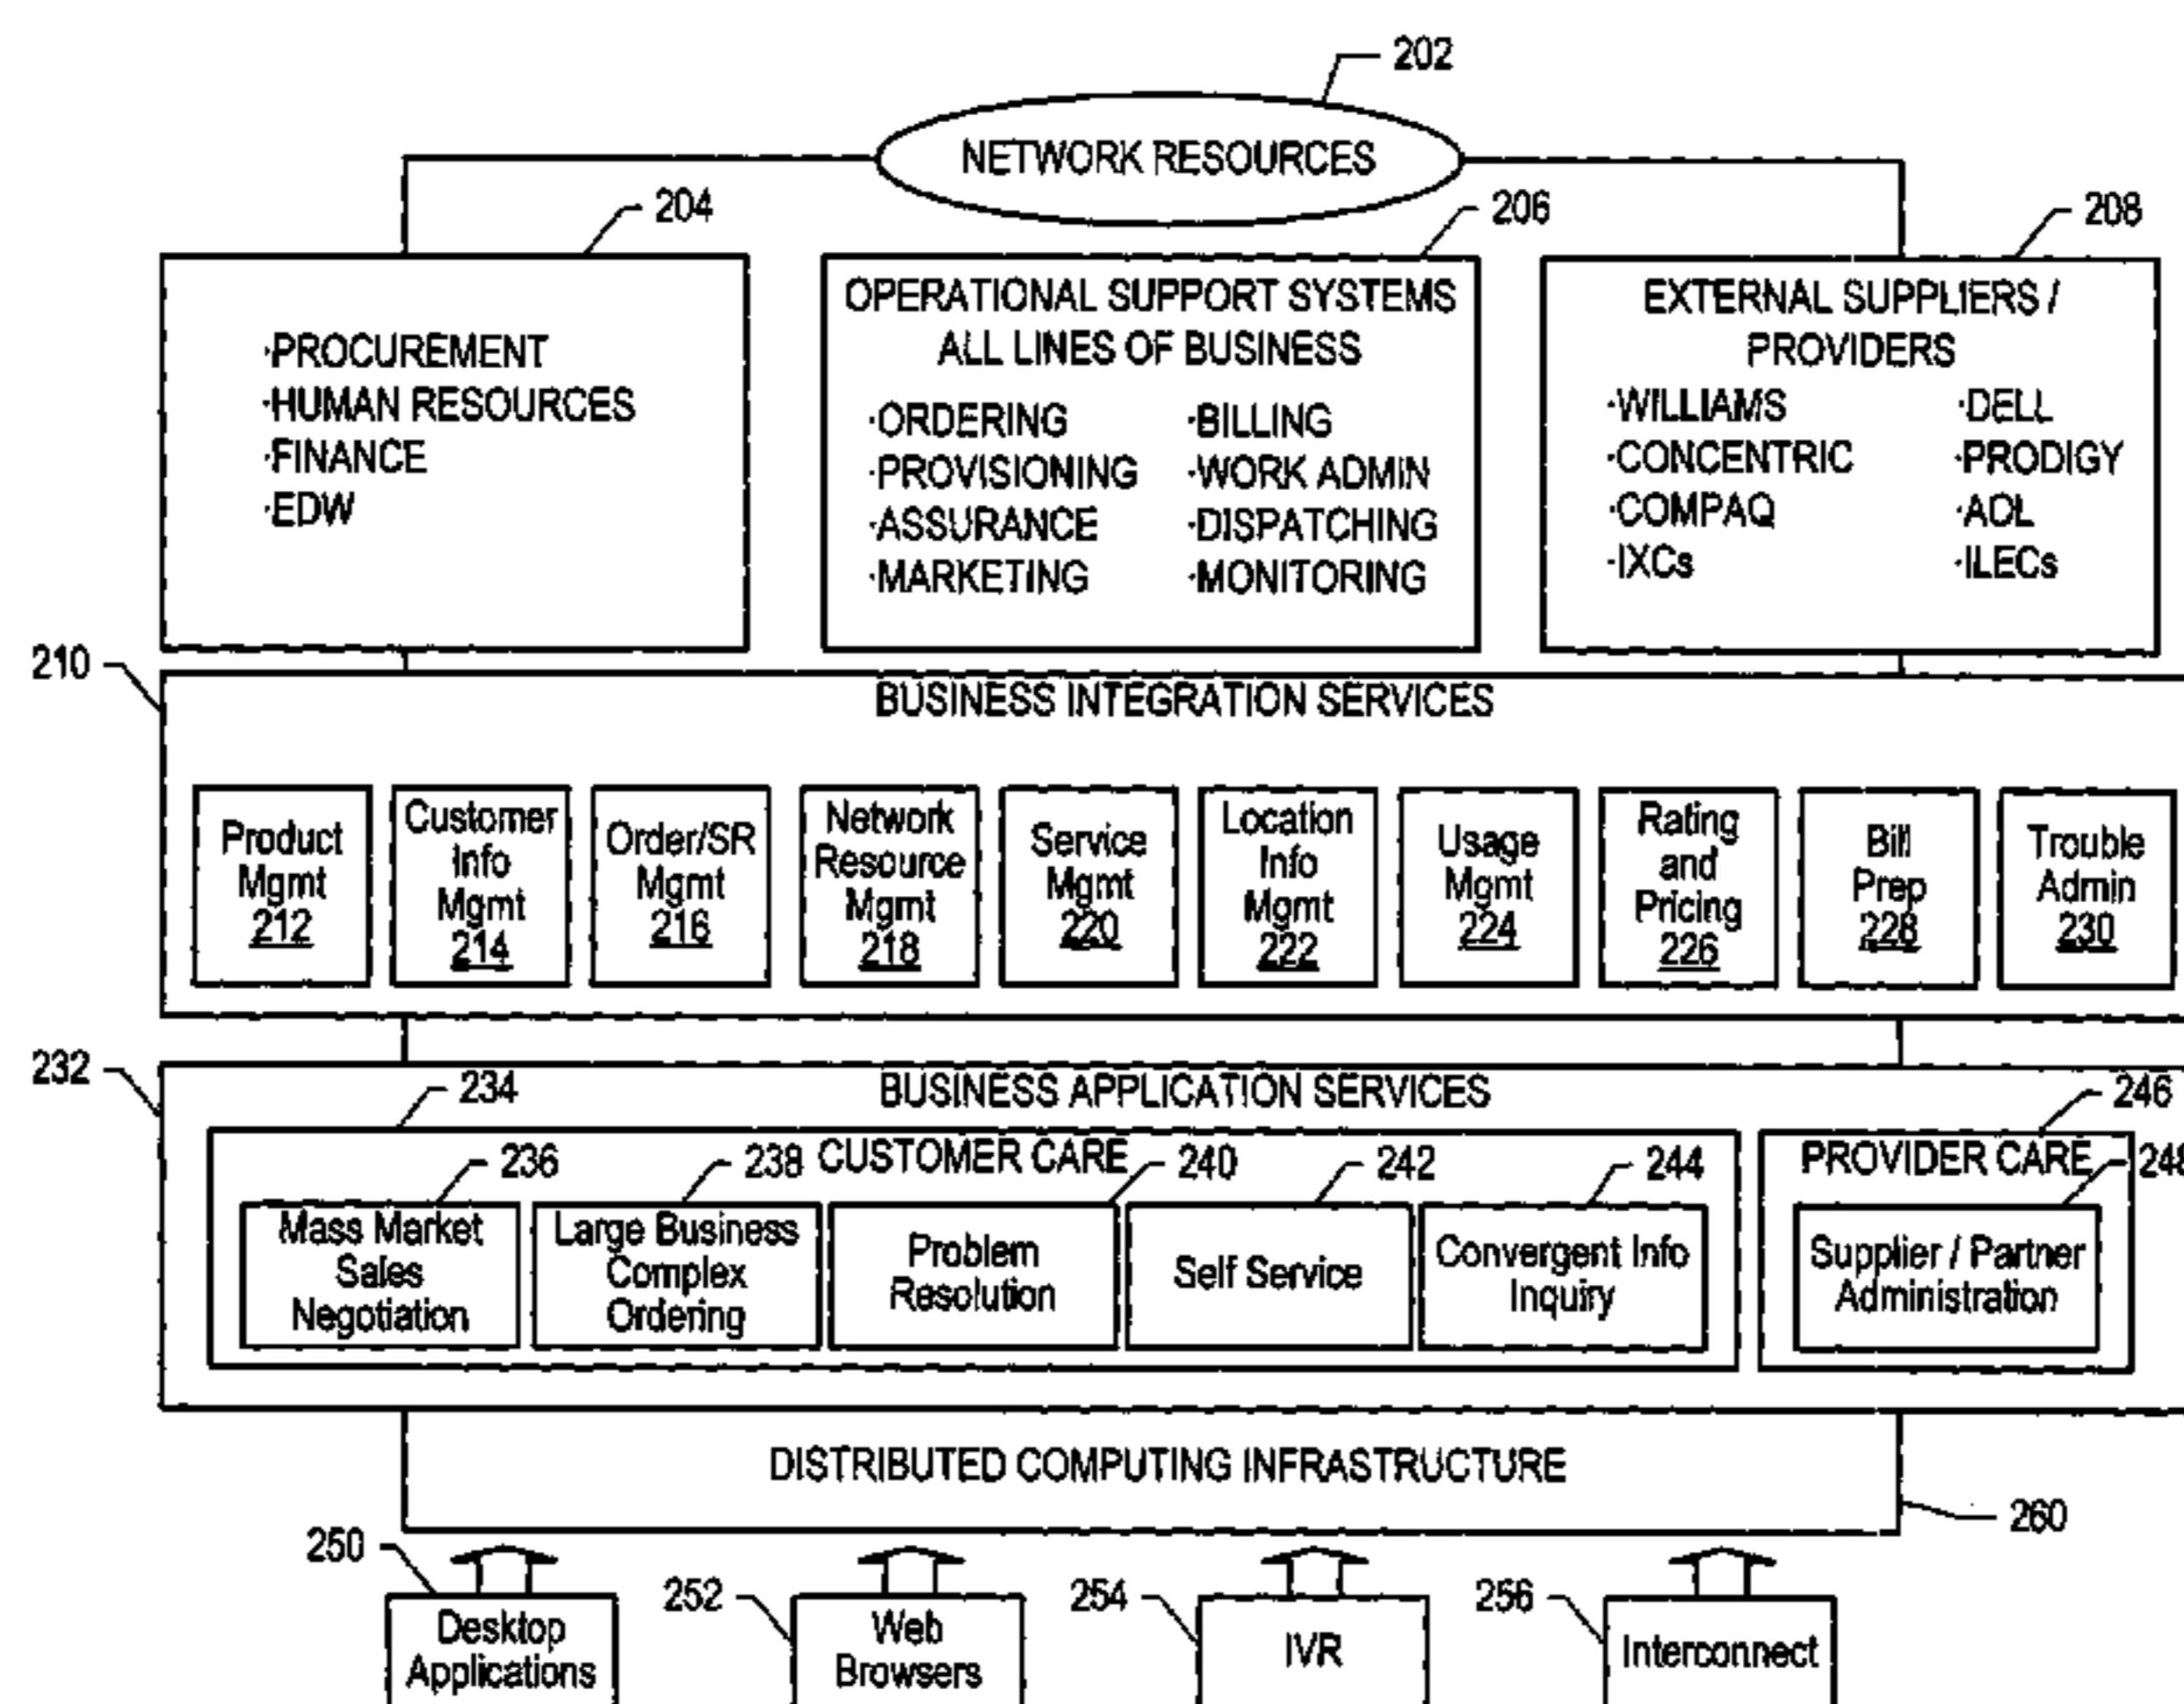 202
NETWORK RESOURCES
204
206
208
·PROCUREMENT
·HUMAN RESOURCES
·FINANCE
·EDW
OPERATIONAL SUPPORT SYSTEMS
ALL LINES OF BUSINESS
·ORDERING
·PROVISIONING
·ASSURANCE
·MARKETING
·BILLING
·WORK ADMIN
·DISPATCHING
·MONITORING
EXTERNAL SUPPLIERS /
PROVIDERS
·WILLIAMS
·CONCENTRIC
·COMPAQ
·IXCs
·DELL
·PRODIGY
·AOL
·ILECs
210
BUSINESS INTEGRATION SERVICES
Product
Mgmt
212
Customer
Info
Mgmt
214
Order/SR
Mgmt
216
Network
Resource
Mgmt
218
Service
Mgmt
220
Location
Info
Mgmt
222
Usage
Mgmt
224
Rating
and
Pricing
226
Bill
Prep
228
Trouble
Admin
230
232
BUSINESS APPLICATION SERVICES
234
CUSTOMER CARE
236
Mass Market
Sales
Negotiation
238
Large Business
Complex
Ordering
240
Problem
Resolution
242
Self Service
244
Convergent Info
Inquiry
246
PROVIDER CARE
248
Supplier / Partner
Administration
DISTRIBUTED COMPUTING INFRASTRUCTURE
260
250
Desktop
Applications
252
Web
Browsers
254
IVR
256
Interconnect